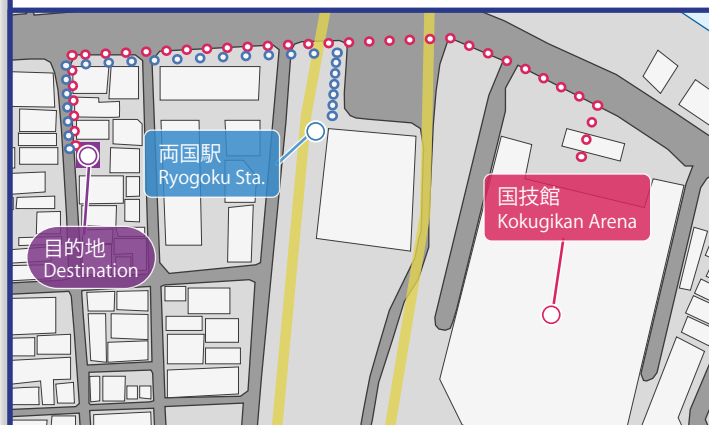 両国駅
Ryogoku Sta.
国技館
Kokugikan Arena
目的地
Destination